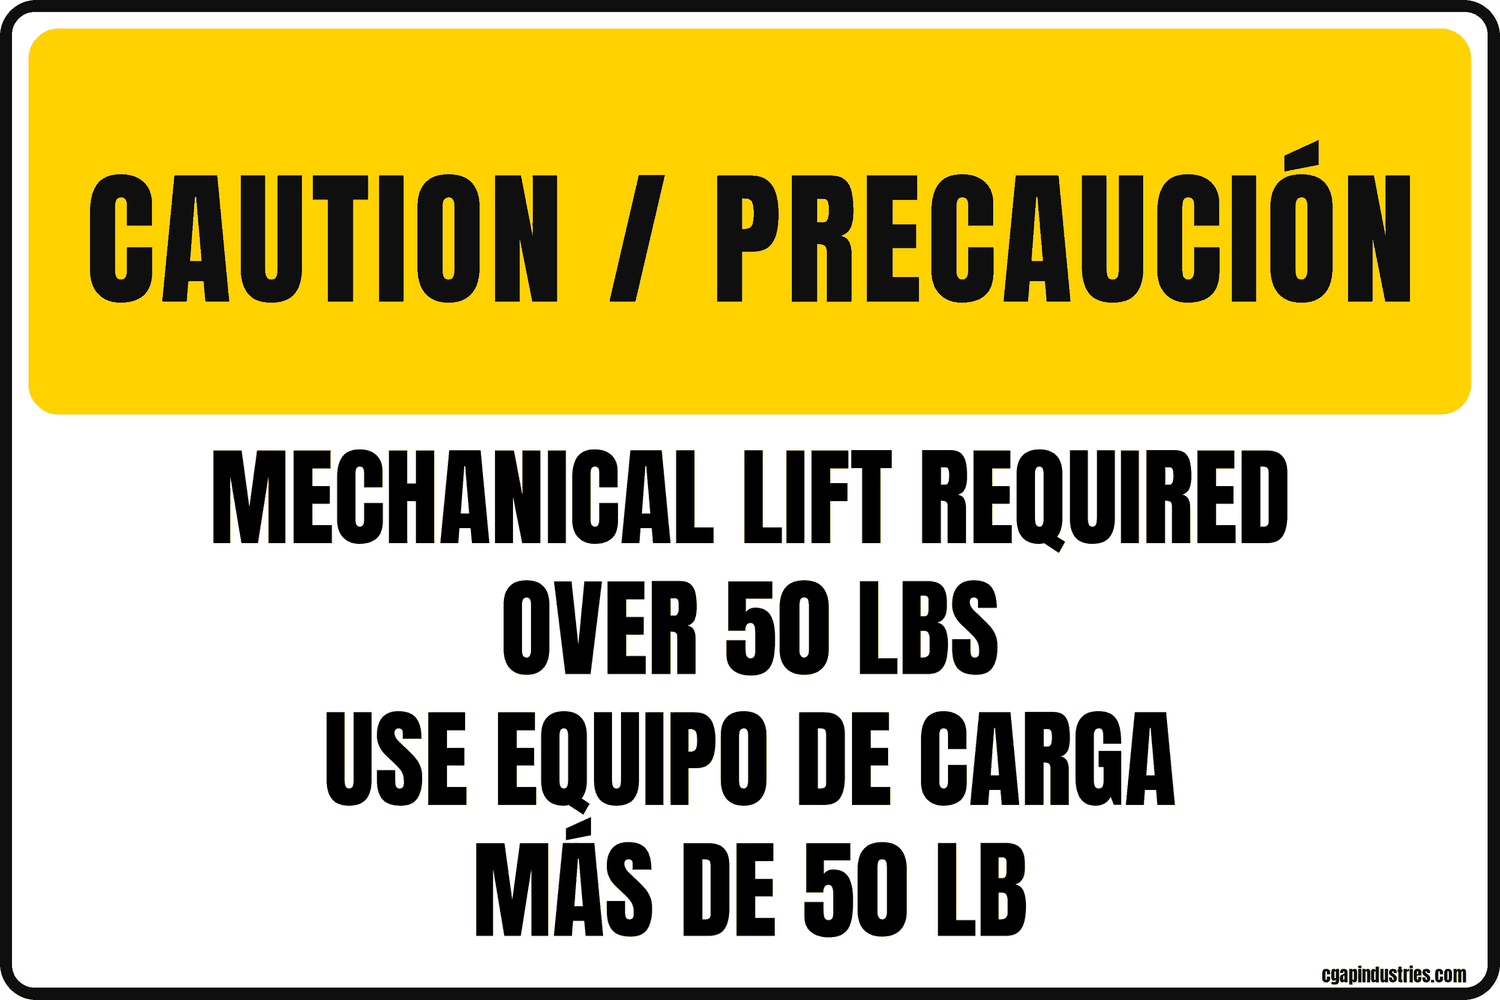 CAUTION / PRECAUCIÓN
MECHANICAL LIFT REQUIRED
OVER 50 LBS
USE EQUIPO DE CARGA
MÁS DE 50 LB
cgapindustries.com